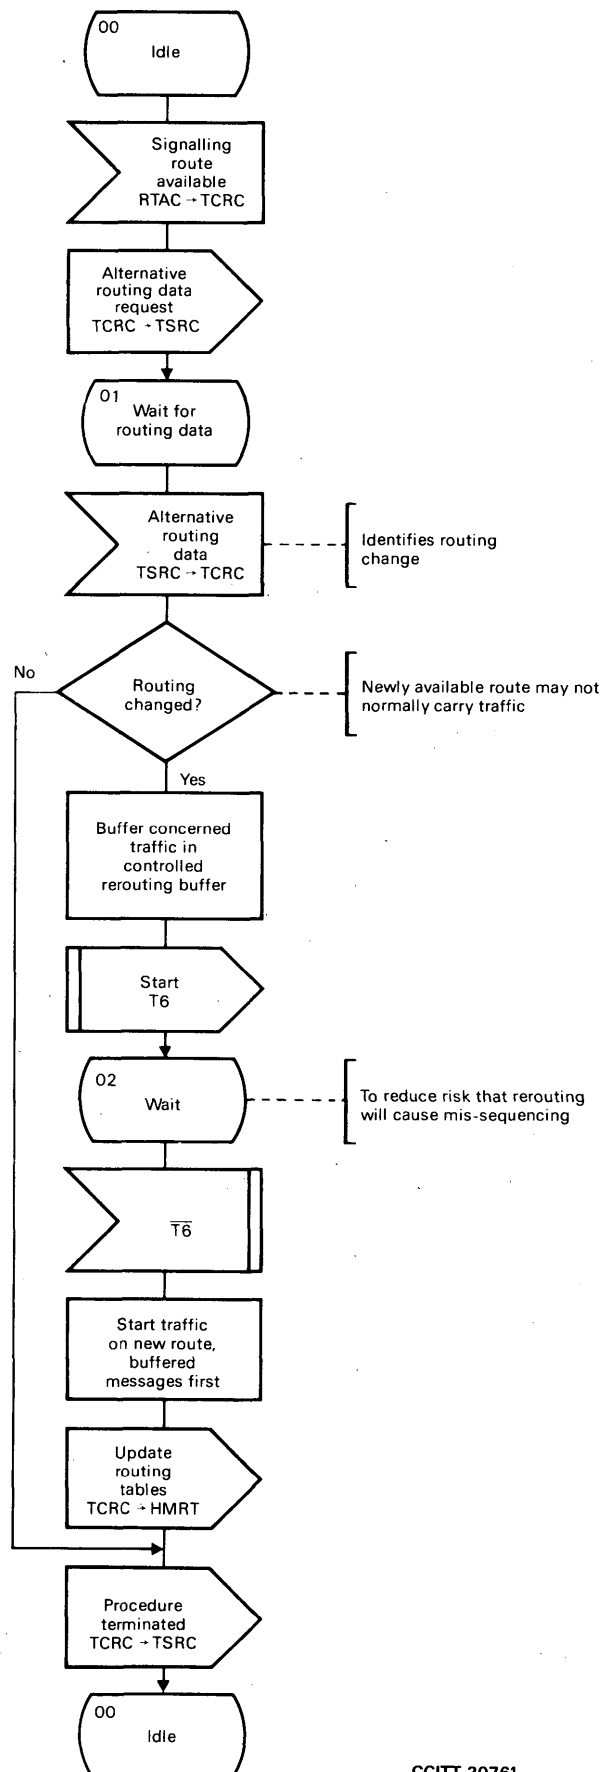 00
Idle
Signalling
route
available
RTAC → TCRC
Alternative
routing data
request
TCRC → TSRC
01
Wait for
routing data
Alternative
routing
data
TSRC → TCRC
Identifies routing
change
No
Routing
changed?
Newly available route may not
normally carry traffic
Yes
Buffer concerned
traffic in
controlled
rerouting buffer
Start
T6
02
Wait
To reduce risk that rerouting
will cause mis-sequencing
T̅6̅
Start traffic
on new route,
buffered
messages first
Update
routing
tables
TCRC → HMRT
Procedure
terminated
TCRC → TSRC
00
Idle
CCITT-30761